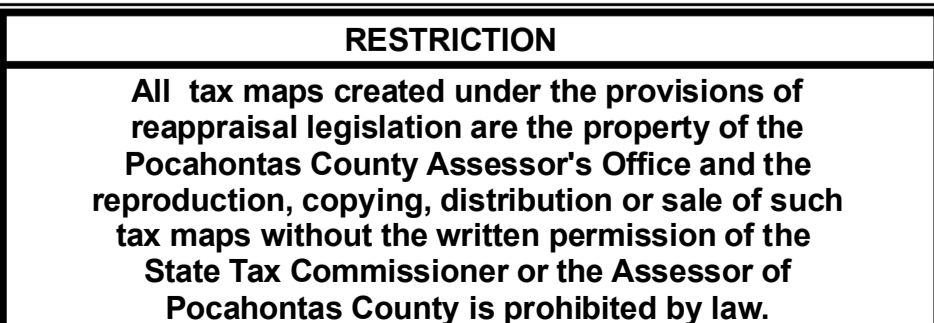 RESTRICTION
All tax maps created under the provisions of
reappraisal legislation are the property of the
Pocahontas County Assessor's Office and the
reproduction, copying, distribution or sale of such
tax maps without the written permission of the
State Tax Commissioner or the Assessor of
Pocahontas County is prohibited by law.